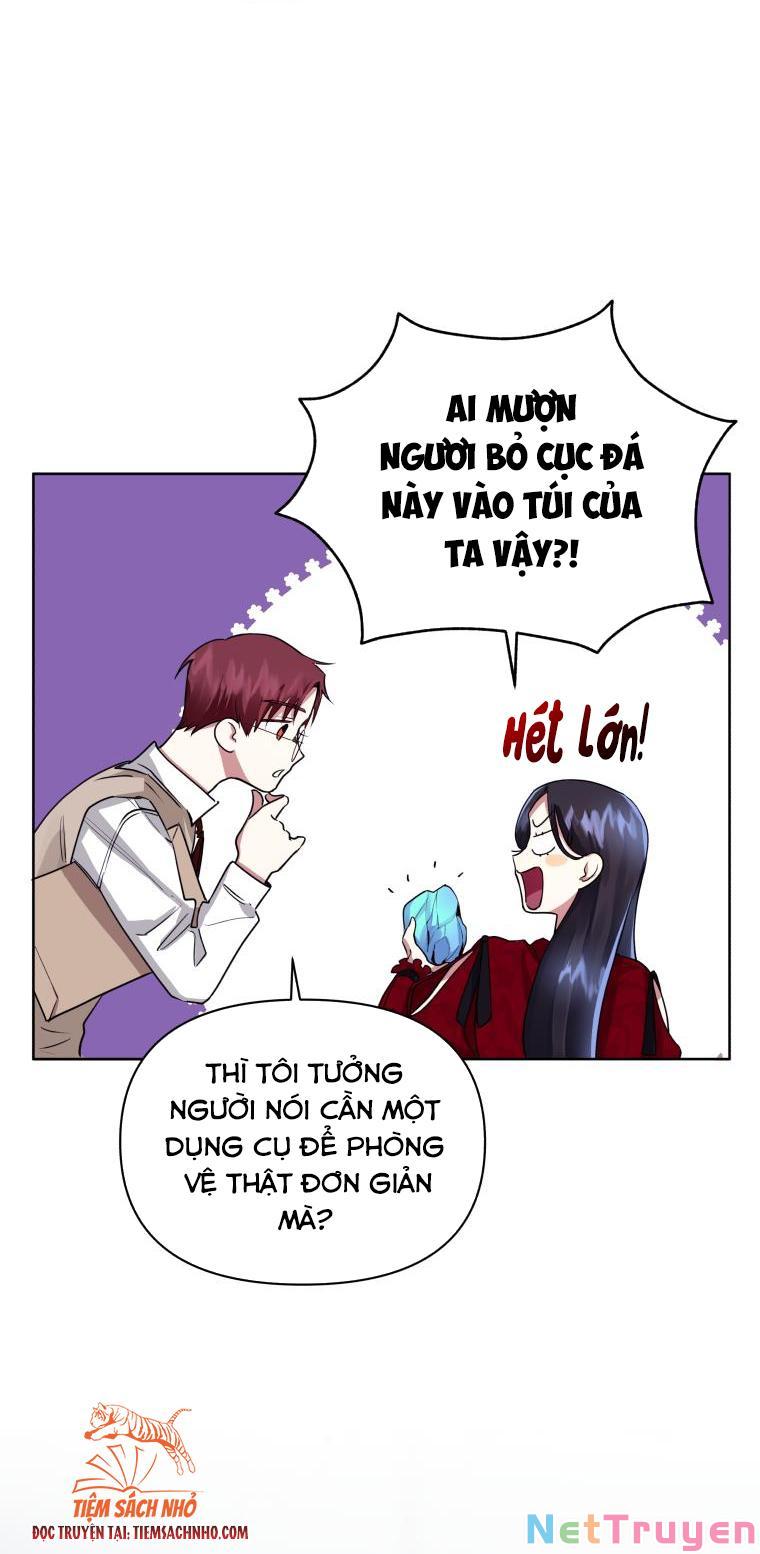 AI MƯỢN
NGƯƠI BỎ CỤC ĐÁ
NÀY VÀO TÚI CỦA
TA VẬY?!
Hét Lớn!
THÌ TÔI TƯỞNG
NGƯỜI NÓI CẦN MỘT
DỤNG CỤ ĐỂ PHÒNG
VỆ THẬT ĐƠN GIẢN
MÀ?
TIỆM SÁCH NHỎ
ĐỌC TRUYỆN TẠI: TIEMSACHNHO.COM
NetTruyen